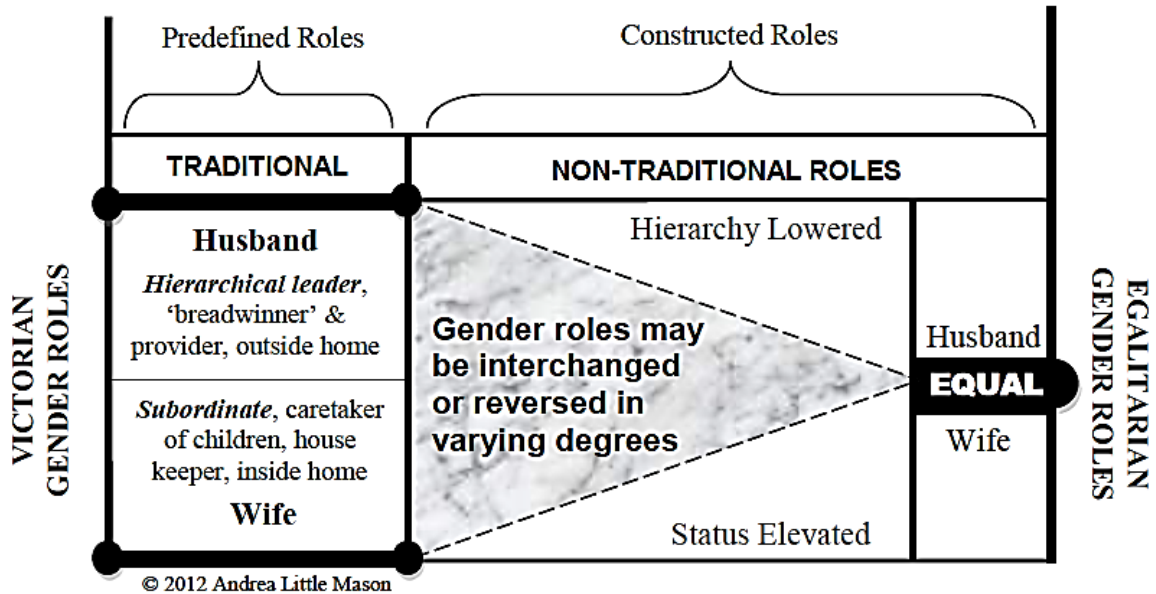 Predefined Roles
Constructed Roles
TRADITIONAL
NON-TRADITIONAL ROLES
VICTORIAN
GENDER ROLES
Husband
Hierarchical leader,
‘breadwinner’ &
provider, outside home
Subordinate, caretaker
of children, house
keeper, inside home
Wife
Hierarchy Lowered
Gender roles may
be interchanged
or reversed in
varying degrees
Status Elevated
Husband
EQUAL
Wife
EGALITARIAN
GENDER ROLES
© 2012 Andrea Little Mason